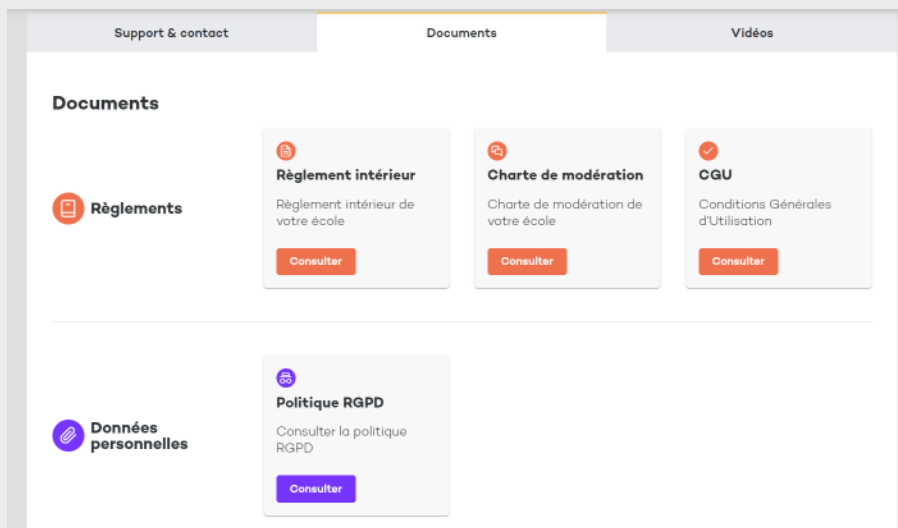 Support & contact
Documents
Vidéos
Documents
Règlements
Règlement intérieur
Règlement intérieur de
votre école
Consulter
Charte de modération
Charte de modération de
votre école
Consulter
CGU
Conditions Générales
d'Utilisation
Consulter
Données
personnelles
Politique RGPD
Consulter la politique
RGPD
Consulter